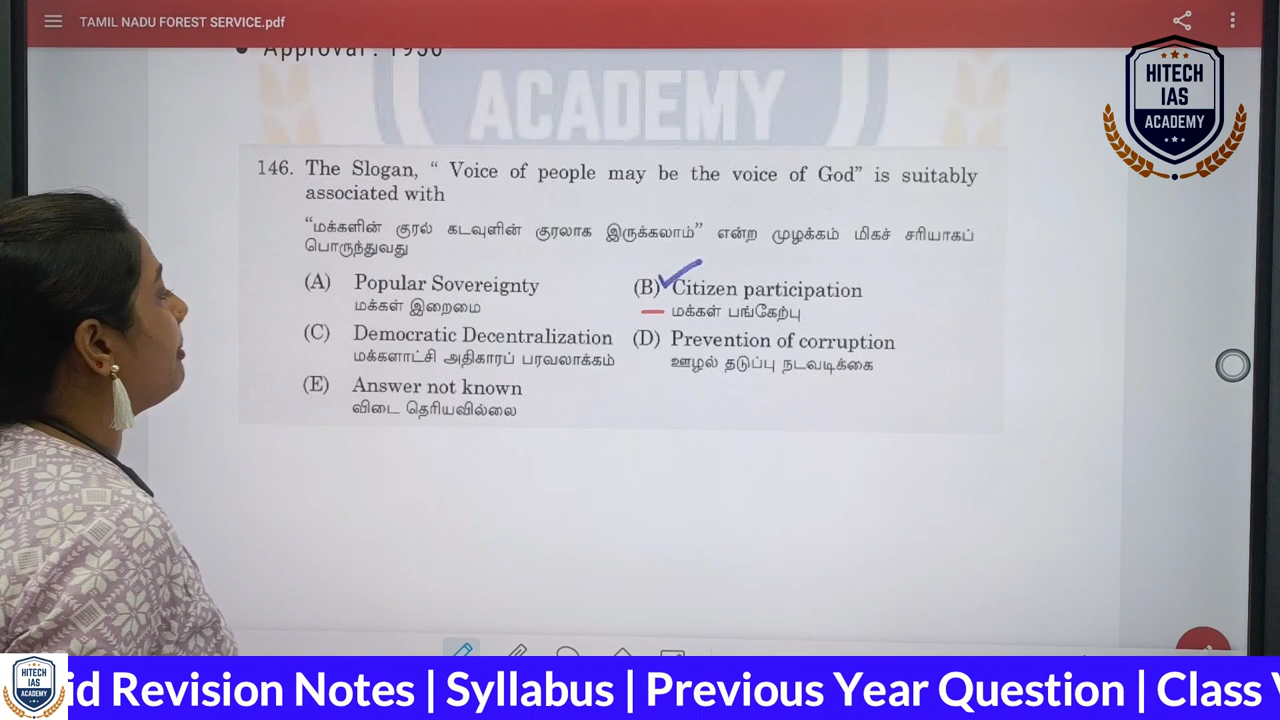 TAMIL NADU FOREST SERVICE.pdf
Approval: 1956
ACADEMY
HITECH
IAS
ACADEMY
146. The Slogan, “ Voice of people may be the voice of God” is suitably
associated with
“மக்களின் குரல் கடவுளின் குரலாக இருக்கலாம்” என்ற முழக்கம் மிகச் சரியாகப்
பொருந்துவது
(A) Popular Sovereignty (B) Citizen participation
மக்கள் இறைமை மக்கள் பங்கேற்பு
(C) Democratic Decentralization (D) Prevention of corruption
மக்களாட்சி அதிகாரப் பரவலாக்கம் ஊழல் தடுப்பு நடவடிக்கை
(E) Answer not known
விடை தெரியவில்லை
HITECH
IAS
ACADEMY
id Revision Notes | Syllabus | Previous Year Question | Class V